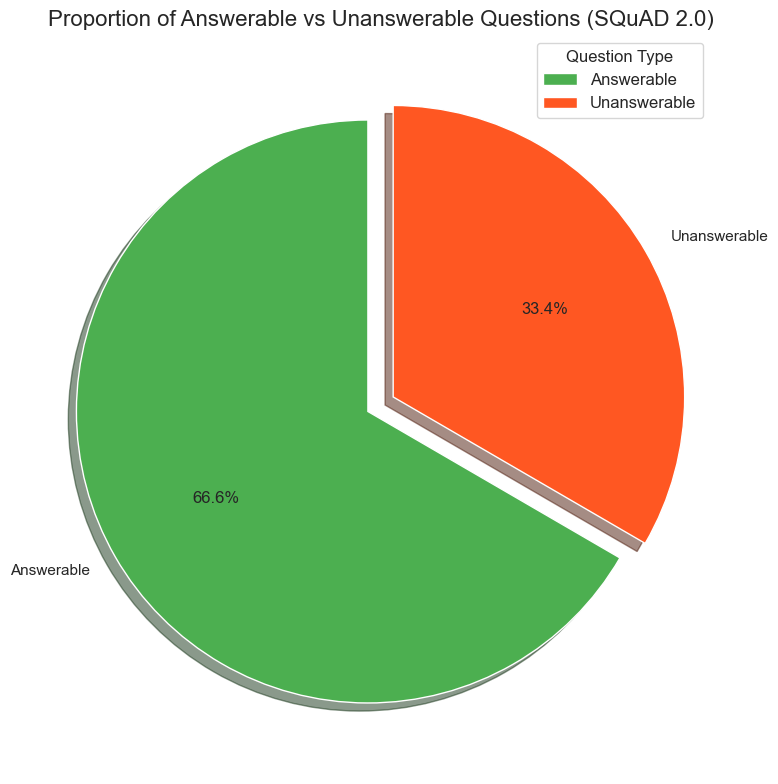 Proportion of Answerable vs Unanswerable Questions (SQuAD 2.0)
Question Type
Answerable
Unanswerable
Unanswerable
33.4%
66.6%
Answerable